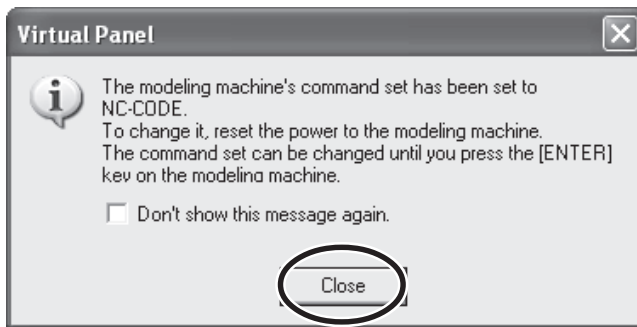 Virtual Panel
The modeling machine's command set has been set to
NC-CODE.
To change it, reset the power to the modeling machine.
The command set can be changed until you press the [ENTER]
key on the modeling machine.
Don't show this message again.
Close